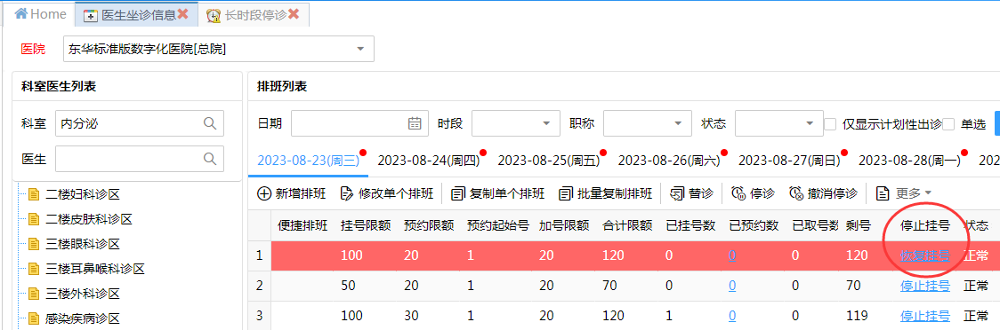 Home 医生坐诊信息 长时段停诊
医院 东华标准版数字化医院[总院]
科室医生列表
科室 内分泌
医生
二楼妇科诊区
二楼皮肤科诊区
三楼眼科诊区
三楼耳鼻喉科诊区
三楼外科诊区
感染疾病诊区
排班列表
日期 时段 职称 状态 仅显示计划性出诊 单选
2023-08-23(周三) 2023-08-24(周四) 2023-08-25(周五) 2023-08-26(周六) 2023-08-27(周日) 2023-08-28(周一) 202
新增排班 修改单个排班 复制单个排班 批量复制排班 替诊 停诊 撤消停诊 更多
便捷排班 挂号限额 预约限额 预约起始号 加号限额 合计限额 已挂号数 已预约数 已取号数 剩号 停止挂号 状态
1 100 20 1 20 120 0 0 0 120 恢复挂号 正常
2 50 20 1 20 70 0 0 0 70 停止挂号 正常
3 100 30 1 20 120 1 0 0 119 停止挂号 正常